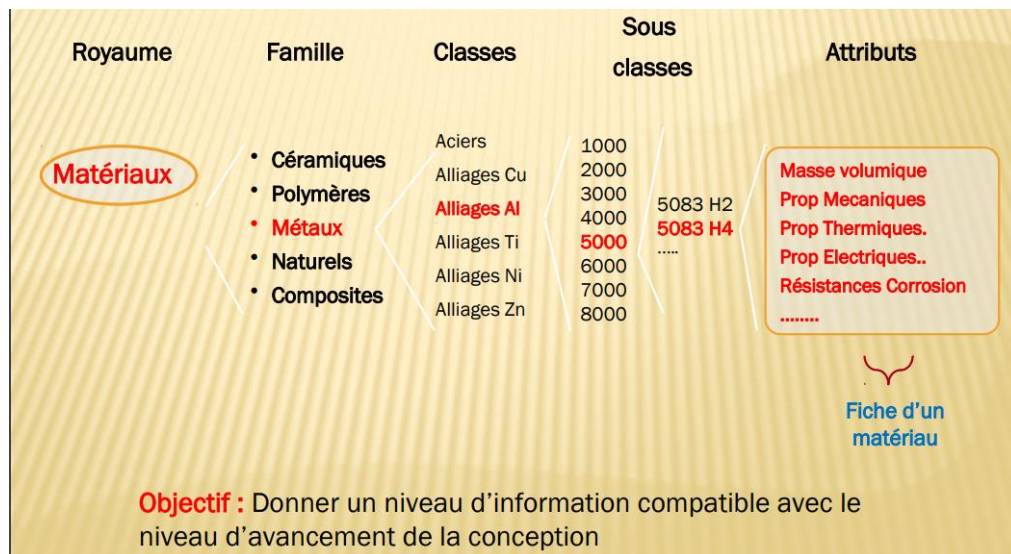 Royaume
Famille
Classes
Sous
classes
Attributs
Matériaux
• Céramiques
• Polymères
• Métaux
• Naturels
• Composites
Aciers
Alliages Cu
Alliages Al
Alliages Ti
Alliages Ni
Alliages Zn
1000
2000
3000
4000
5000
6000
7000
8000
5083 H2
5083 H4
.....
Masse volumique
Prop Mecaniques
Prop Thermiques.
Prop Electriques..
Résistances Corrosion
........
Fiche d'un
matériau
Objectif : Donner un niveau d'information compatible avec le
niveau d'avancement de la conception